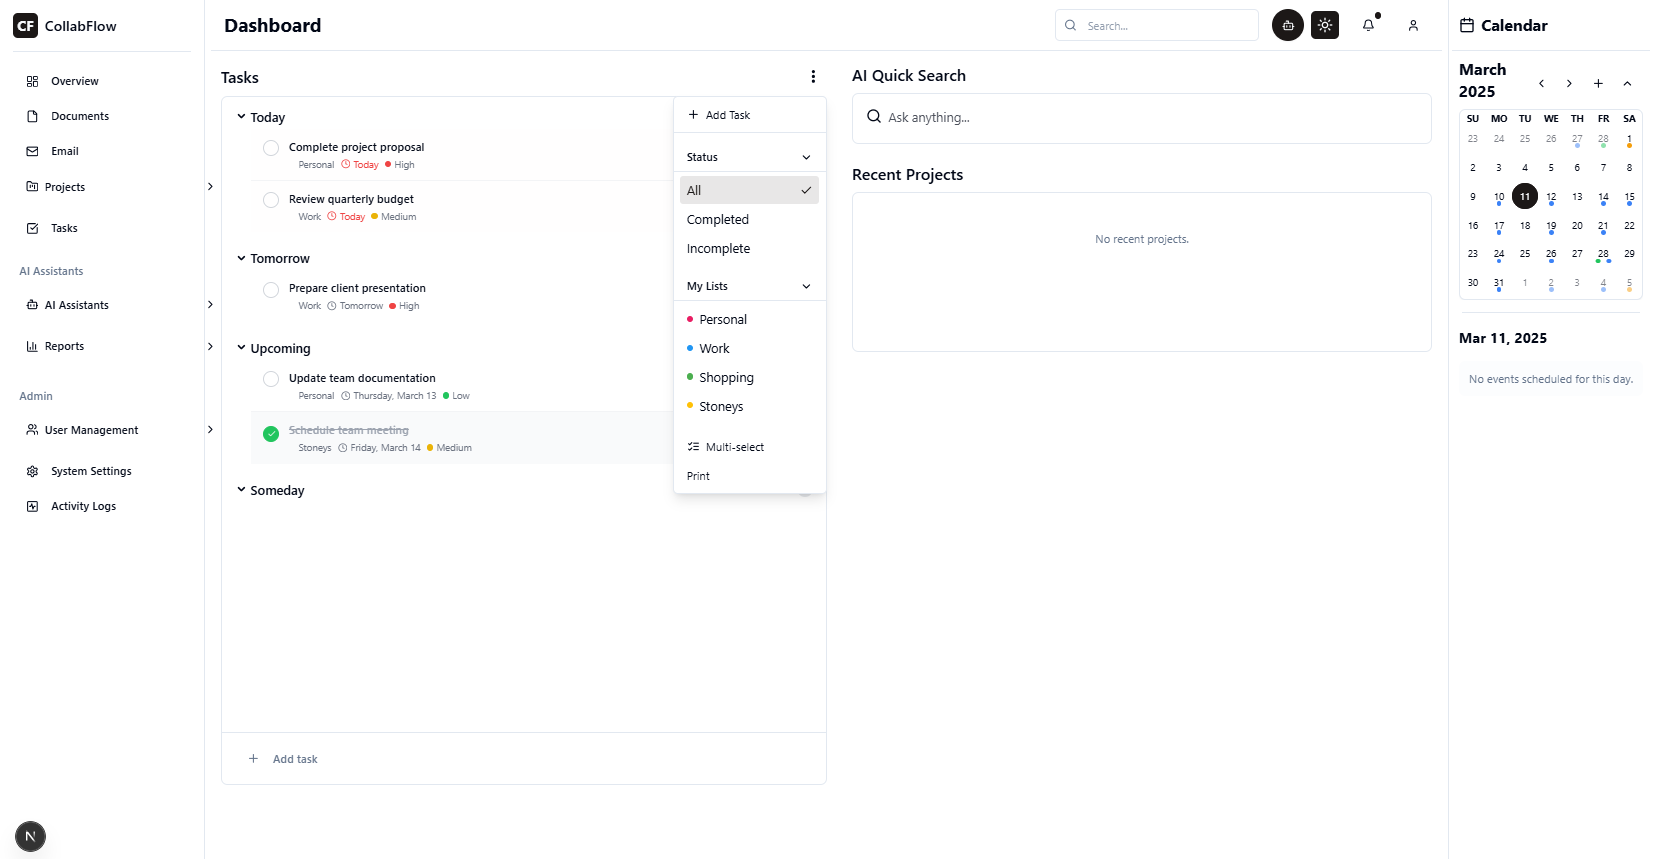 CF CollabFlow
Overview
Documents
Email
Projects
Tasks
AI Assistants
AI Assistants
Reports
Admin
User Management
System Settings
Activity Logs
N
Dashboard
Search...
Tasks
Today
Complete project proposal
Personal Today High
Review quarterly budget
Work Today Medium
Tomorrow
Prepare client presentation
Work Tomorrow High
Upcoming
Update team documentation
Personal Thursday, March 13 Low
Schedule team meeting
Stoneys Friday, March 14 Medium
Someday
Add task
Add Task
Status
All
Completed
Incomplete
My Lists
Personal
Work
Shopping
Stoneys
Multi-select
Print
AI Quick Search
Ask anything...
Recent Projects
No recent projects.
Calendar
March
2025
SU MO TU WE TH FR SA
23 24 25 26 27 28 1
2 3 4 5 6 7 8
9 10 11 12 13 14 15
16 17 18 19 20 21 22
23 24 25 26 27 28 29
30 31 1 2 3 4 5
Mar 11, 2025
No events scheduled for this day.